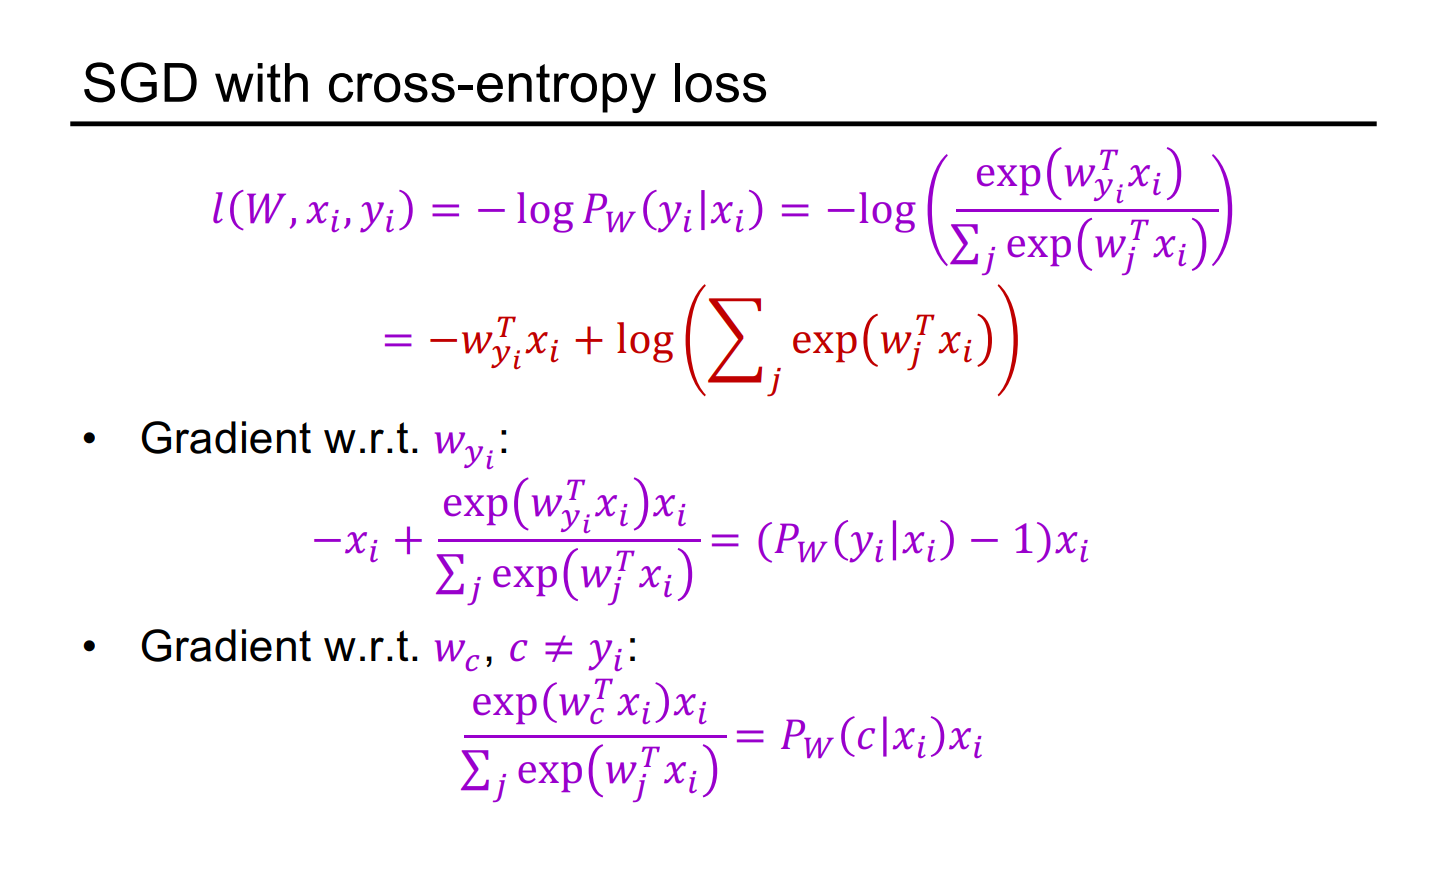 SGD with cross-entropy loss
$l(W, x_i, y_i) = -\log P_W(y_i|x_i) = -\log\left(\frac{\exp(w_{y_i}^T x_i)}{\sum_j \exp(w_j^T x_i)}\right)$
$= -w_{y_i}^T x_i + \log\left(\sum_j \exp(w_j^T x_i)\right)$
• Gradient w.r.t. $w_{y_i}$:
$-x_i + \frac{\exp(w_{y_i}^T x_i)x_i}{\sum_j \exp(w_j^T x_i)} = (P_W(y_i|x_i) - 1)x_i$
• Gradient w.r.t. $w_c$, $c \neq y_i$:
$\frac{\exp(w_c^T x_i)x_i}{\sum_j \exp(w_j^T x_i)} = P_W(c|x_i)x_i$